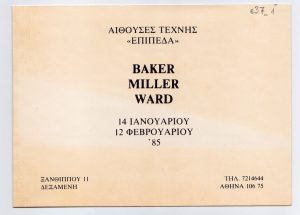 e37_1
ΑΙΘΟΥΣΕΣ ΤΕΧΝΗΣ
«ΕΠΙΠΕΔΑ»
BAKER
MILLER
WARD
14 ΙΑΝΟΥΑΡΙΟΥ
12 ΦΕΒΡΟΥΑΡΙΟΥ
'85
ΞΑΝΘΙΠΠΟΥ 11
ΔΕΞΑΜΕΝΗ
ΤΗΛ. 7214644
ΑΘΗΝΑ 106 75